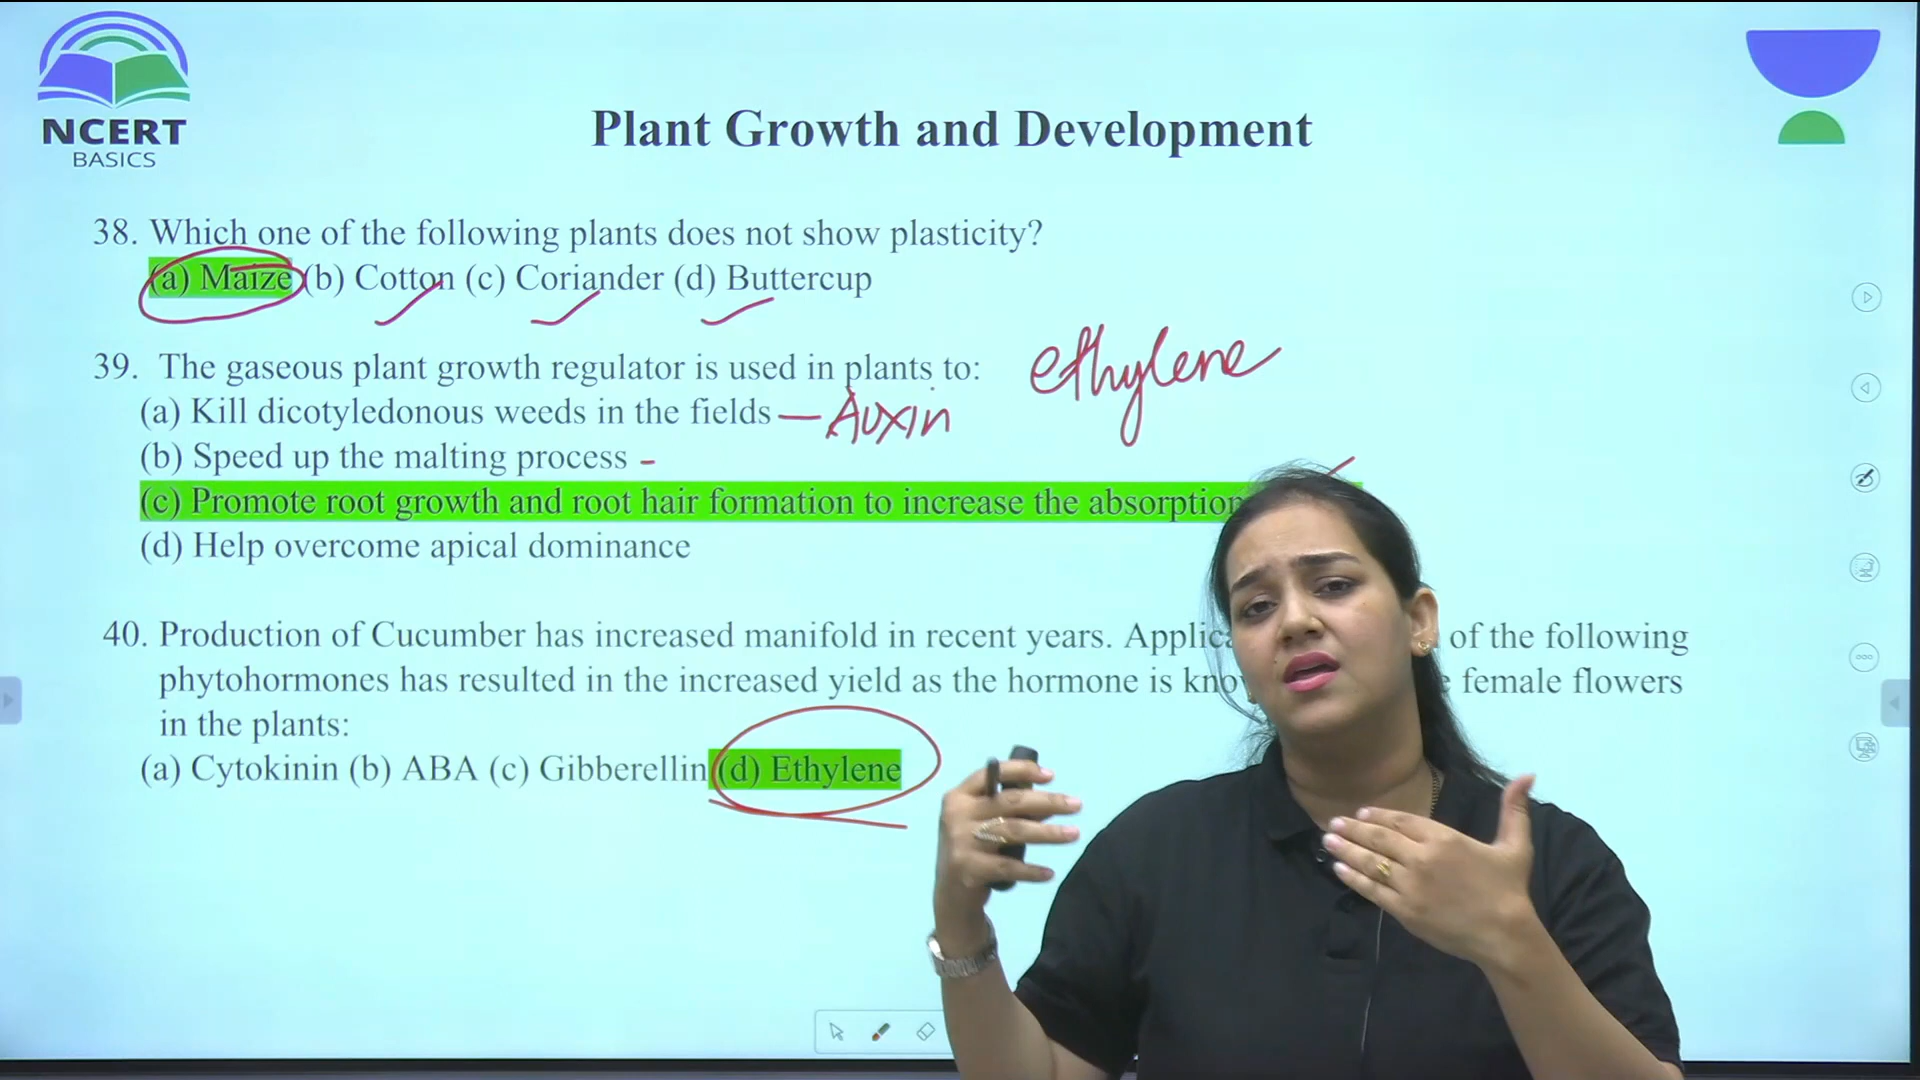 NCERT
BASICS
Plant Growth and Development
38. Which one of the following plants does not show plasticity?
(a) Maize (b) Cotton (c) Coriander (d) Buttercup
39. The gaseous plant growth regulator is used in plants to:
ethylene
(a) Kill dicotyledonous weeds in the fields — Auxin
(b) Speed up the malting process -
(c) Promote root growth and root hair formation to increase the absorption
(d) Help overcome apical dominance
40. Production of Cucumber has increased manifold in recent years. of the following
phytohormones has resulted in the increased yield as the hormone is female flowers
in the plants:
(a) Cytokinin (b) ABA (c) Gibberellin (d) Ethylene